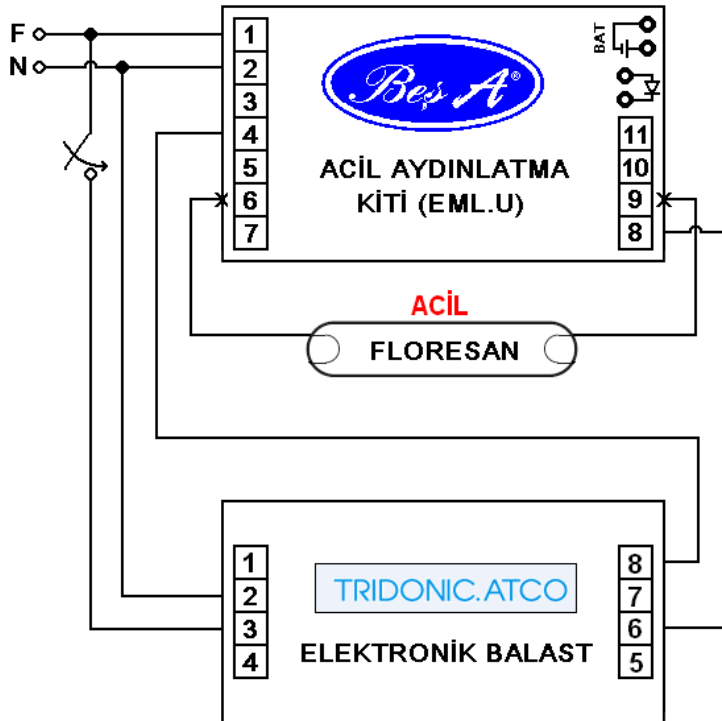 F
N
1
2
3
4
5
6
7
Beş A®
BAT
11
10
9
8
ACİL AYDINLATMA
KİTİ (EML.U)
ACİL
FLORESAN
1
2
3
4
TRIDONIC.ATCO
ELEKTRONİK BALAST
8
7
6
5